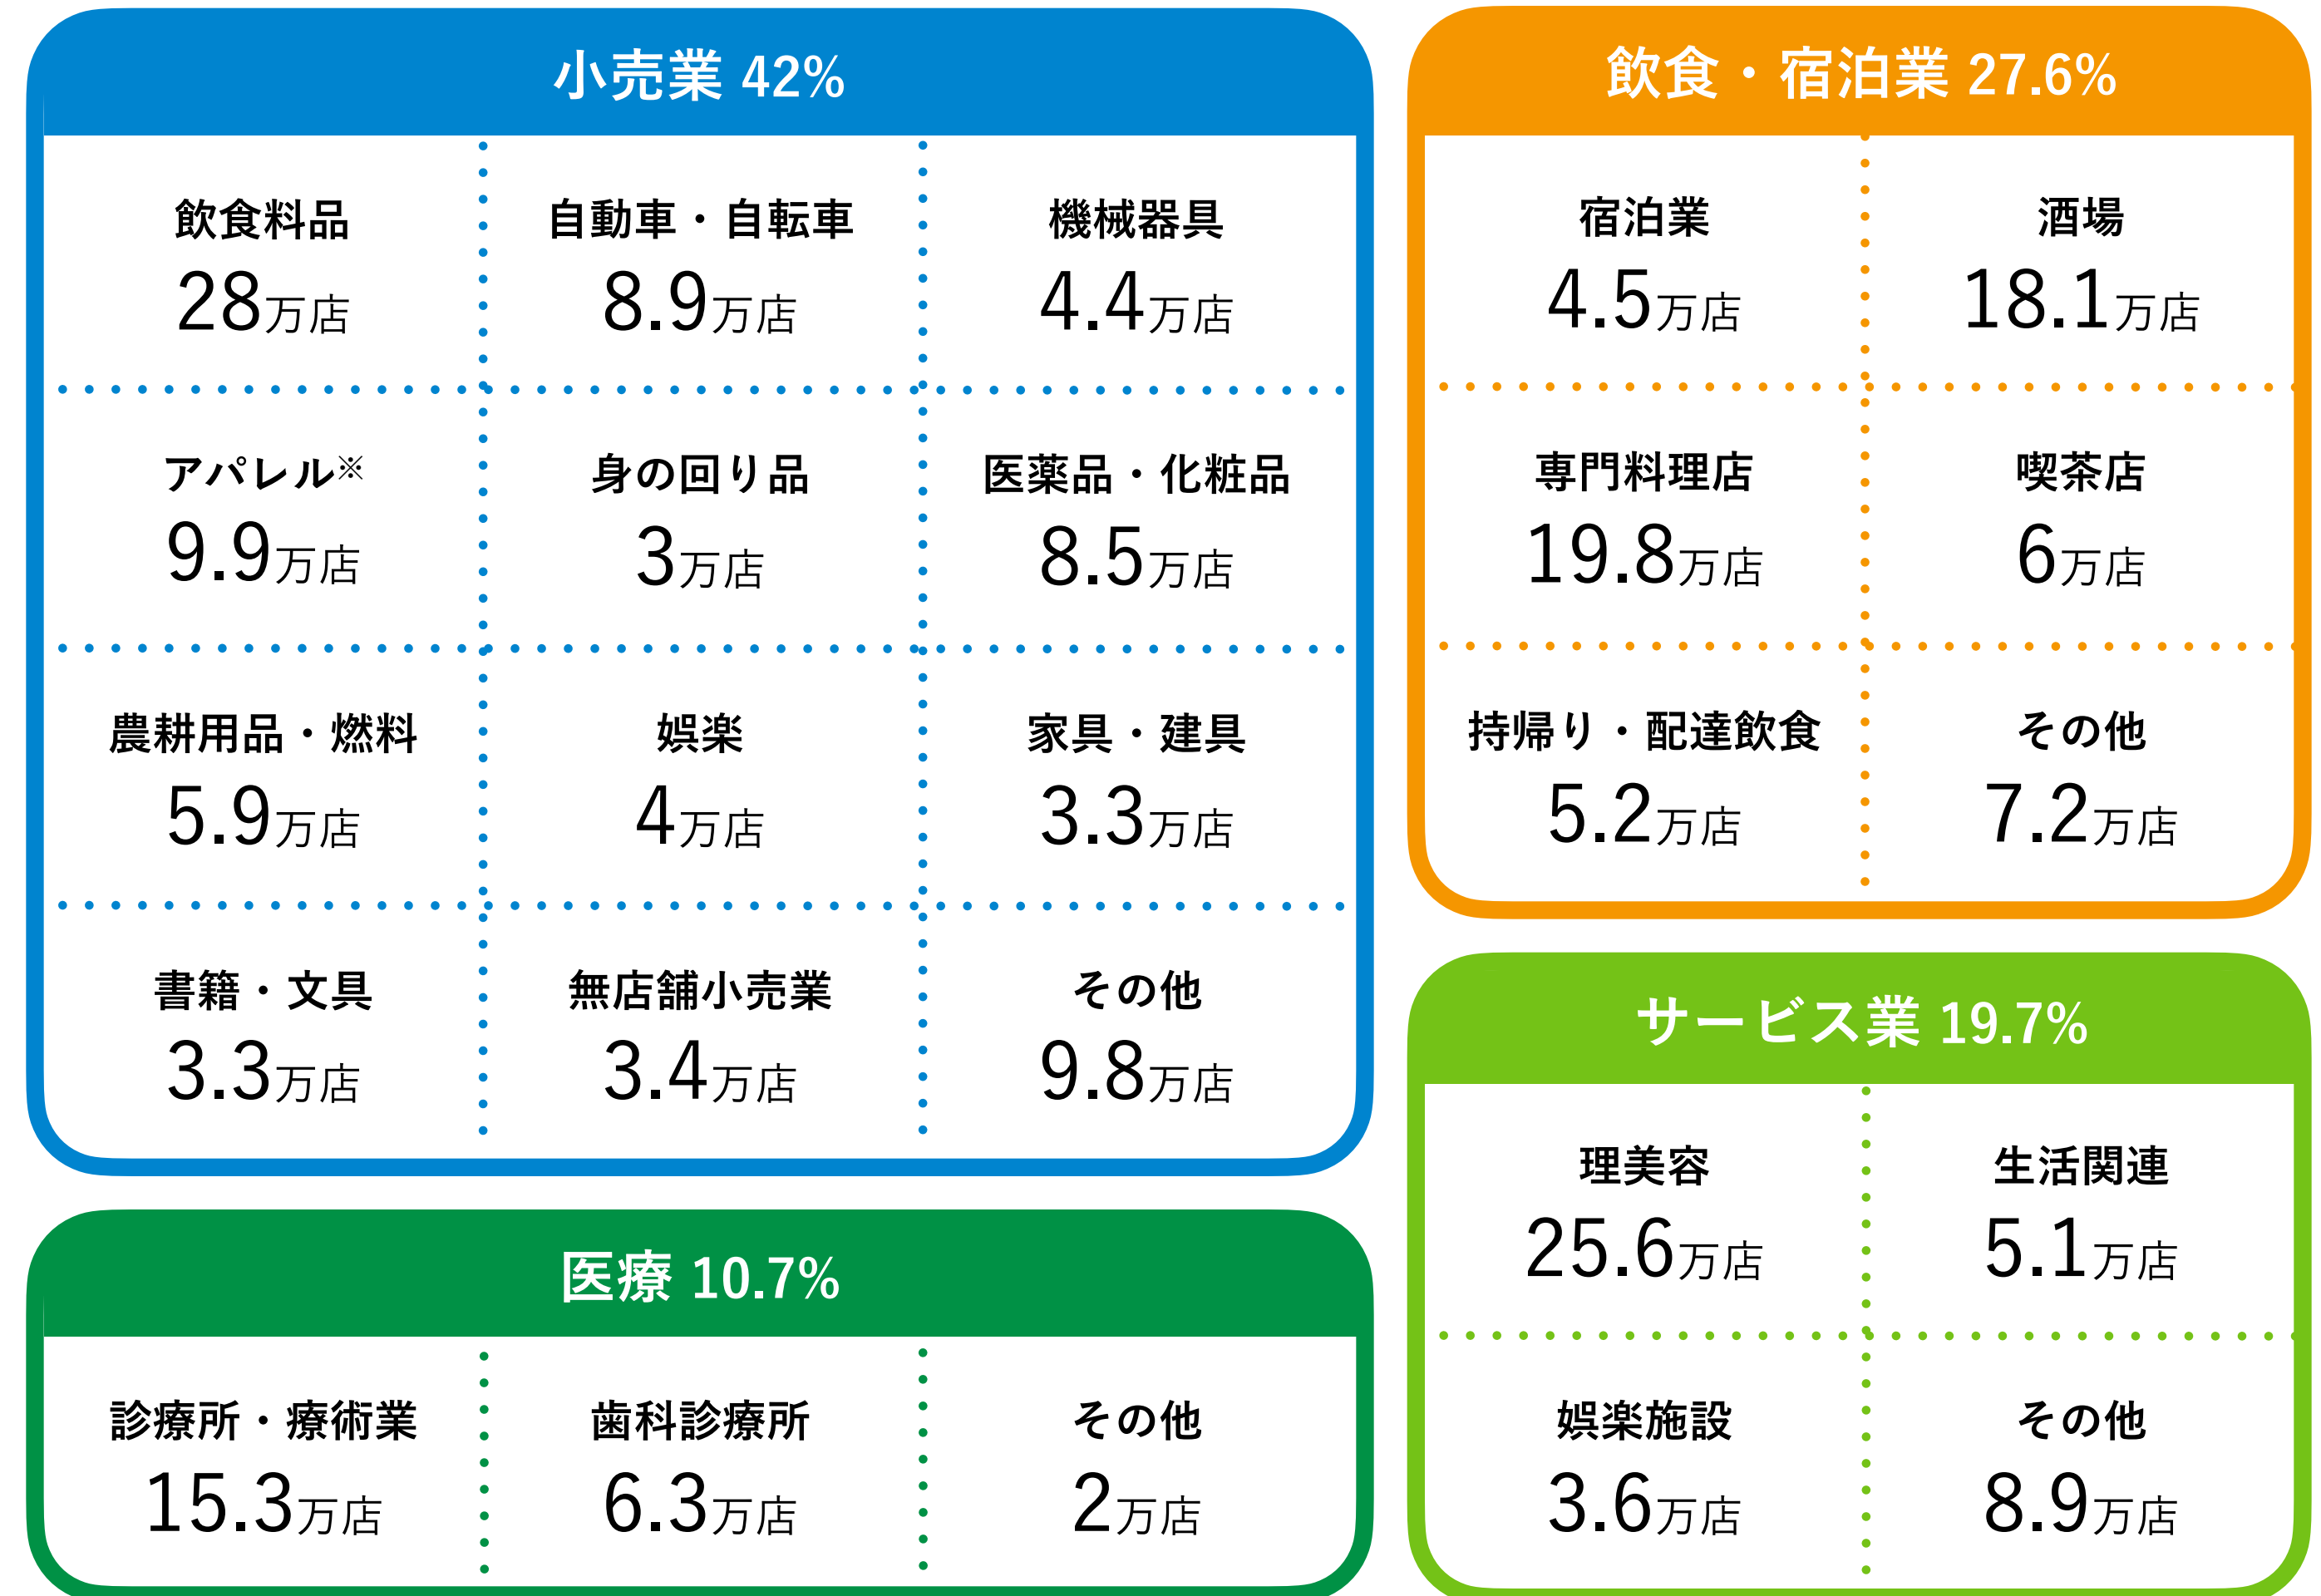 小売業 42%
飲食料品
28万店
自動車・自転車
8.9万店
機械器具
4.4万店
アパレル※
9.9万店
身の回り品
3万店
医薬品・化粧品
8.5万店
農耕用品・燃料
5.9万店
娯楽
4万店
家具・建具
3.3万店
書籍・文具
3.3万店
無店舗小売業
3.4万店
その他
9.8万店
飲食・宿泊業 27.6%
宿泊業
4.5万店
酒場
18.1万店
専門料理店
19.8万店
喫茶店
6万店
持帰り・配達飲食
5.2万店
その他
7.2万店
医療 10.7%
診療所・療術業
15.3万店
歯科診療所
6.3万店
その他
2万店
サービス業 19.7%
理美容
25.6万店
生活関連
5.1万店
娯楽施設
3.6万店
その他
8.9万店